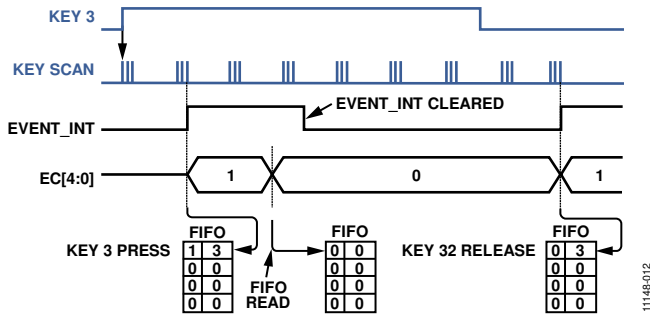 KEY 3
KEY SCAN
EVENT_INT CLEARED
EVENT_INT
EC[4:0]
1
0
1
FIFO
FIFO
FIFO
KEY 3 PRESS
1 3
0 0
0 0
0 0
FIFO
READ
0 0
0 0
0 0
0 0
KEY 32 RELEASE
0 3
0 0
0 0
0 0
11148-012